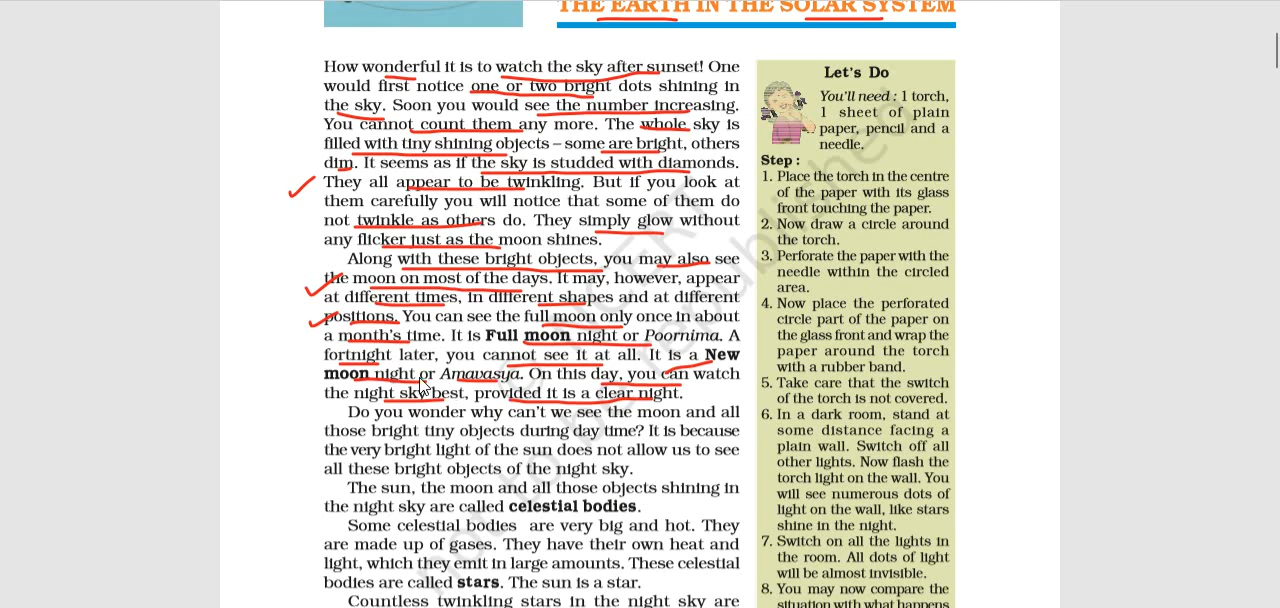 THE EARTH IN THE SOLAR SYSTEM
How wonderful it is to watch the sky after sunset! One
would first notice one or two bright dots shining in
the sky. Soon you would see the number increasing.
You cannot count them any more. The whole sky is
filled with tiny shining objects – some are bright, others
dim. It seems as if the sky is studded with diamonds.
They all appear to be twinkling. But if you look at
them carefully you will notice that some of them do
not twinkle as others do. They simply glow without
any flicker just as the moon shines.
Along with these bright objects, you may also see
the moon on most of the days. It may, however, appear
at different times, in different shapes and at different
positions. You can see the full moon only once in about
a month's time. It is Full moon night or Poornima. A
fortnight later, you cannot see it at all. It is a New
moon night or Amavasya. On this day, you can watch
the night sky best, provided it is a clear night.
Do you wonder why can't we see the moon and all
those bright tiny objects during day time? It is because
the very bright light of the sun does not allow us to see
all these bright objects of the night sky.
The sun, the moon and all those objects shining in
the night sky are called celestial bodies.
Some celestial bodies are very big and hot. They
are made up of gases. They have their own heat and
light, which they emit in large amounts. These celestial
bodies are called stars. The sun is a star.
Countless twinkling stars in the night sky are
Let's Do
You'll need : 1 torch,
1 sheet of plain
paper, pencil and a
needle.
Step :
1. Place the torch in the centre
of the paper with its glass
front touching the paper.
2. Now draw a circle around
the torch.
3. Perforate the paper with the
needle within the circled
area.
4. Now place the perforated
circle part of the paper on
the glass front and wrap the
paper around the torch
with a rubber band.
5. Take care that the switch
of the torch is not covered.
6. In a dark room, stand at
some distance facing a
plain wall. Switch off all
other lights. Now flash the
torch light on the wall. You
will see numerous dots of
light on the wall, like stars
shine in the night.
7. Switch on all the lights in
the room. All dots of light
will be almost invisible.
8. You may now compare the
situation with what happens
not to be republished